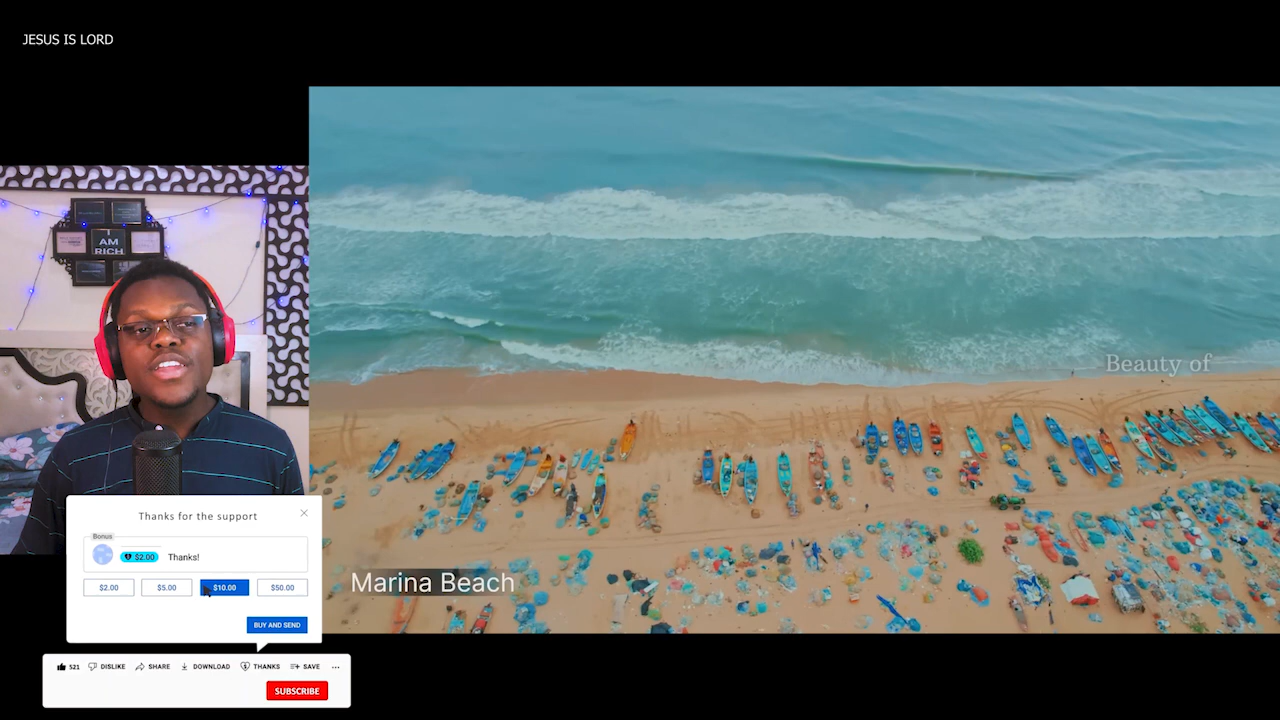 JESUS IS LORD
AM
RICH
Beauty of
Marina Beach
Thanks for the support
Bonus
$2.00 Thanks!
$2.00 $5.00 $10.00 $50.00
BUY AND SEND
521 DISLIKE SHARE DOWNLOAD THANKS SAVE
SUBSCRIBE